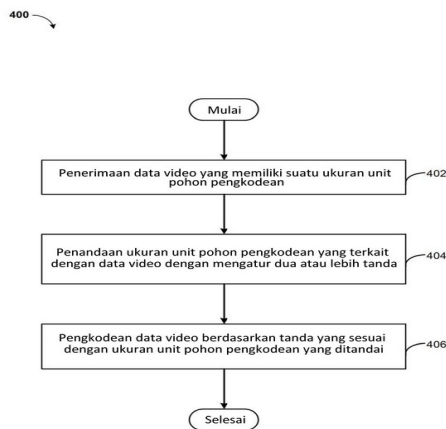 400
Mulai
Penerimaan data video yang memiliki suatu ukuran unit
pohon pengkodean
402
Penandaan ukuran unit pohon pengkodean yang terkait
dengan data video dengan mengatur dua atau lebih tanda
404
Pengkodean data video berdasarkan tanda yang sesuai
dengan ukuran unit pohon pengkodean yang ditandai
406
Selesai